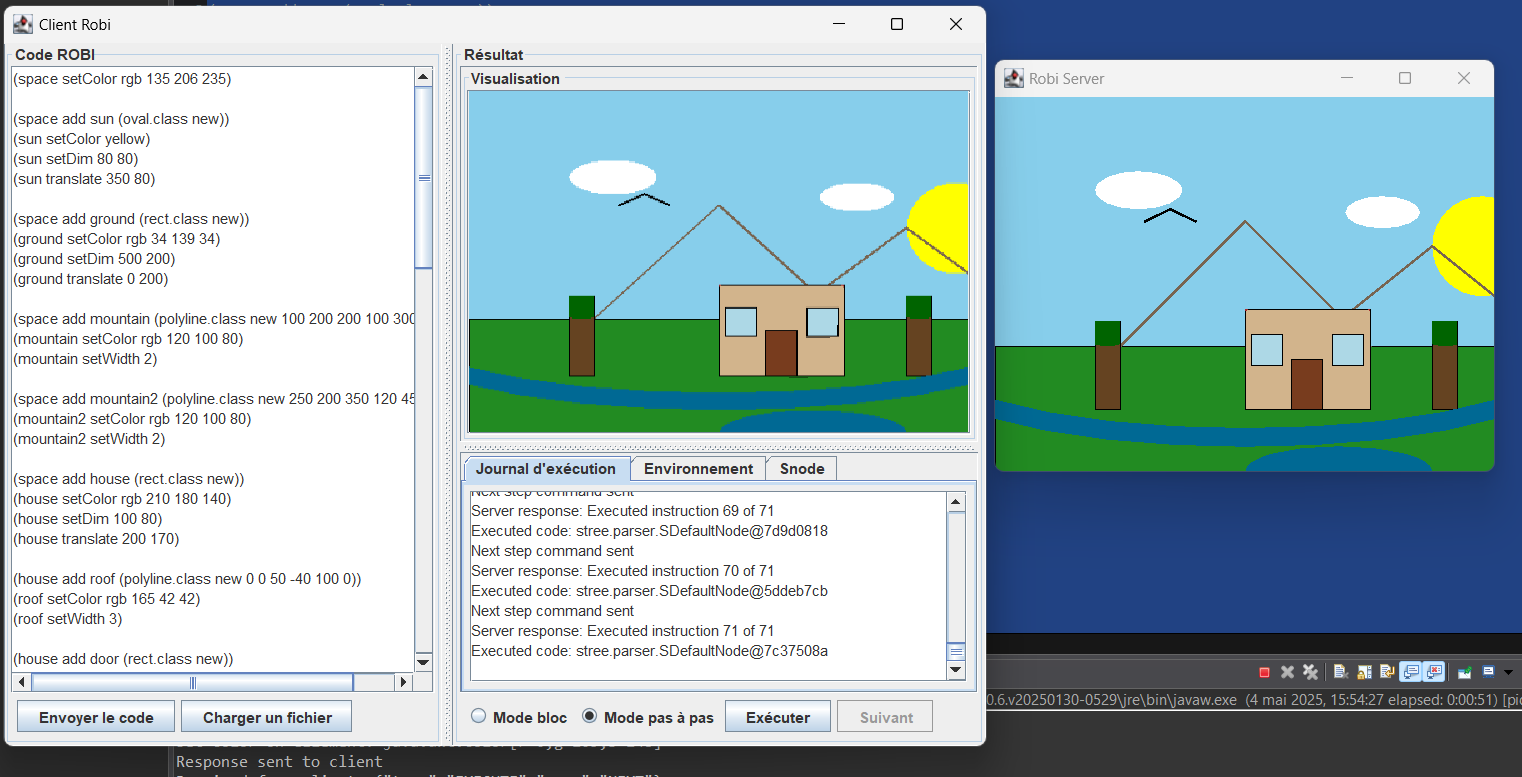 Client Robi
Code ROBI
(space setColor rgb 135 206 235)
(space add sun (oval.class new))
(sun setColor yellow)
(sun setDim 80 80)
(sun translate 350 80)
(space add ground (rect.class new))
(ground setColor rgb 34 139 34)
(ground setDim 500 200)
(ground translate 0 200)
(space add mountain (polyline.class new 100 200 200 100 300
(mountain setColor rgb 120 100 80)
(mountain setWidth 2)
(space add mountain2 (polyline.class new 250 200 350 120 45
(mountain2 setColor rgb 120 100 80)
(mountain2 setWidth 2)
(space add house (rect.class new))
(house setColor rgb 210 180 140)
(house setDim 100 80)
(house translate 200 170)
(house add roof (polyline.class new 0 0 50 -40 100 0))
(roof setColor rgb 165 42 42)
(roof setWidth 3)
(house add door (rect.class new))
Envoyer le code
Charger un fichier
Résultat
Visualisation
Journal d'exécution
Environnement
Snode
Next step command sent
Server response: Executed instruction 69 of 71
Executed code: stree.parser.SDefaultNode@7d9d0818
Next step command sent
Server response: Executed instruction 70 of 71
Executed code: stree.parser.SDefaultNode@5ddeb7cb
Next step command sent
Server response: Executed instruction 71 of 71
Executed code: stree.parser.SDefaultNode@7c37508a
Mode bloc
Mode pas à pas
Exécuter
Suivant
Robi Server
0.6.v20250130-0529\jre\bin\javaw.exe (4 mai 2025, 15:54:27 elapsed: 0:00:51) [pic
Response sent to client